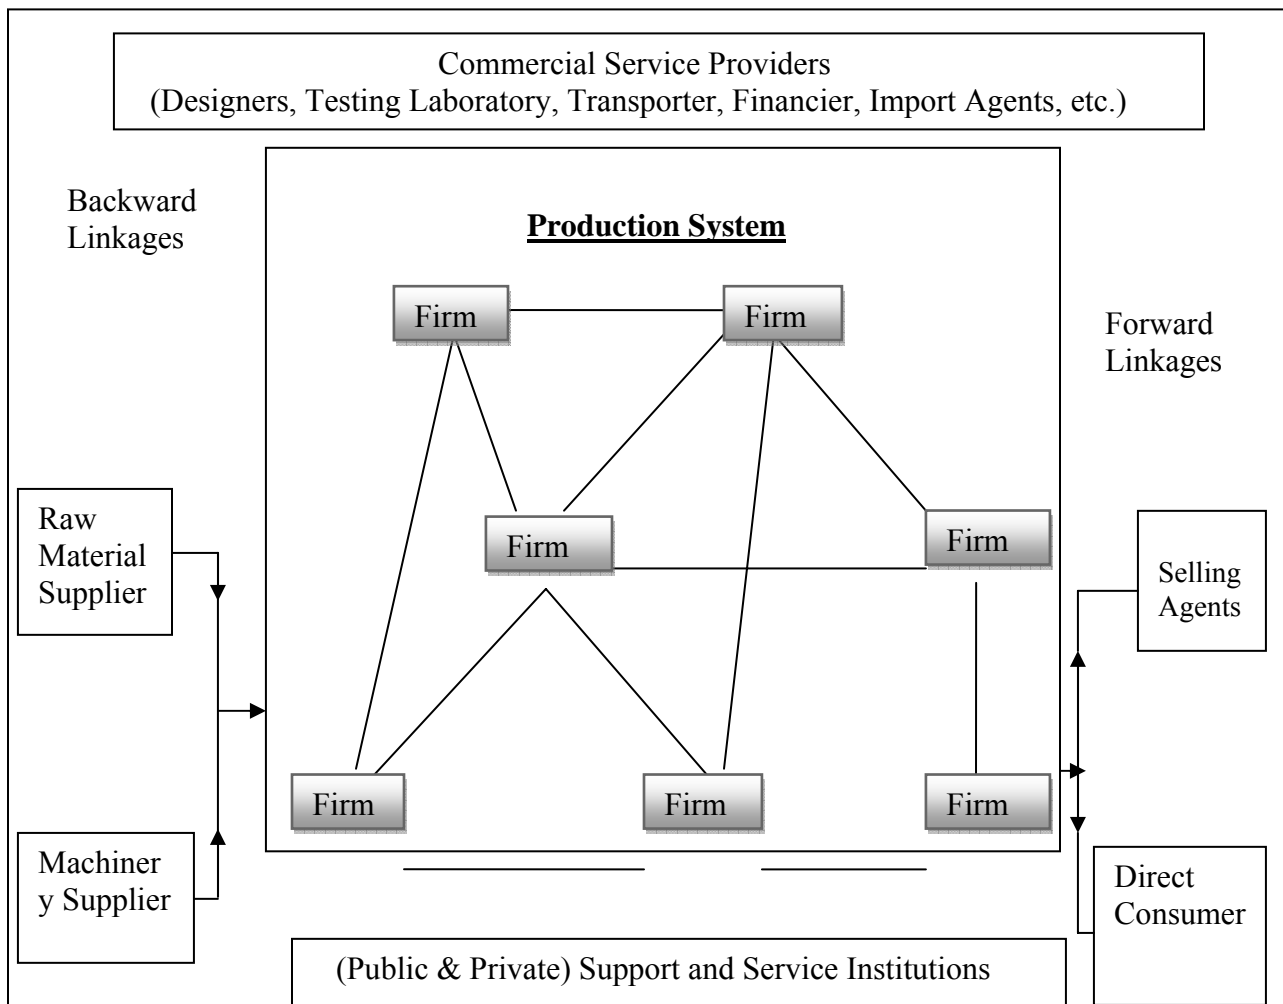 Commercial Service Providers
(Designers, Testing Laboratory, Transporter, Financier, Import Agents, etc.)
Backward
Linkages
Production System
Firm
Firm
Forward
Linkages
Raw
Material
Supplier
Firm
Firm
Selling
Agents
Firm
Firm
Firm
Machiner
y Supplier
Direct
Consumer
(Public & Private) Support and Service Institutions